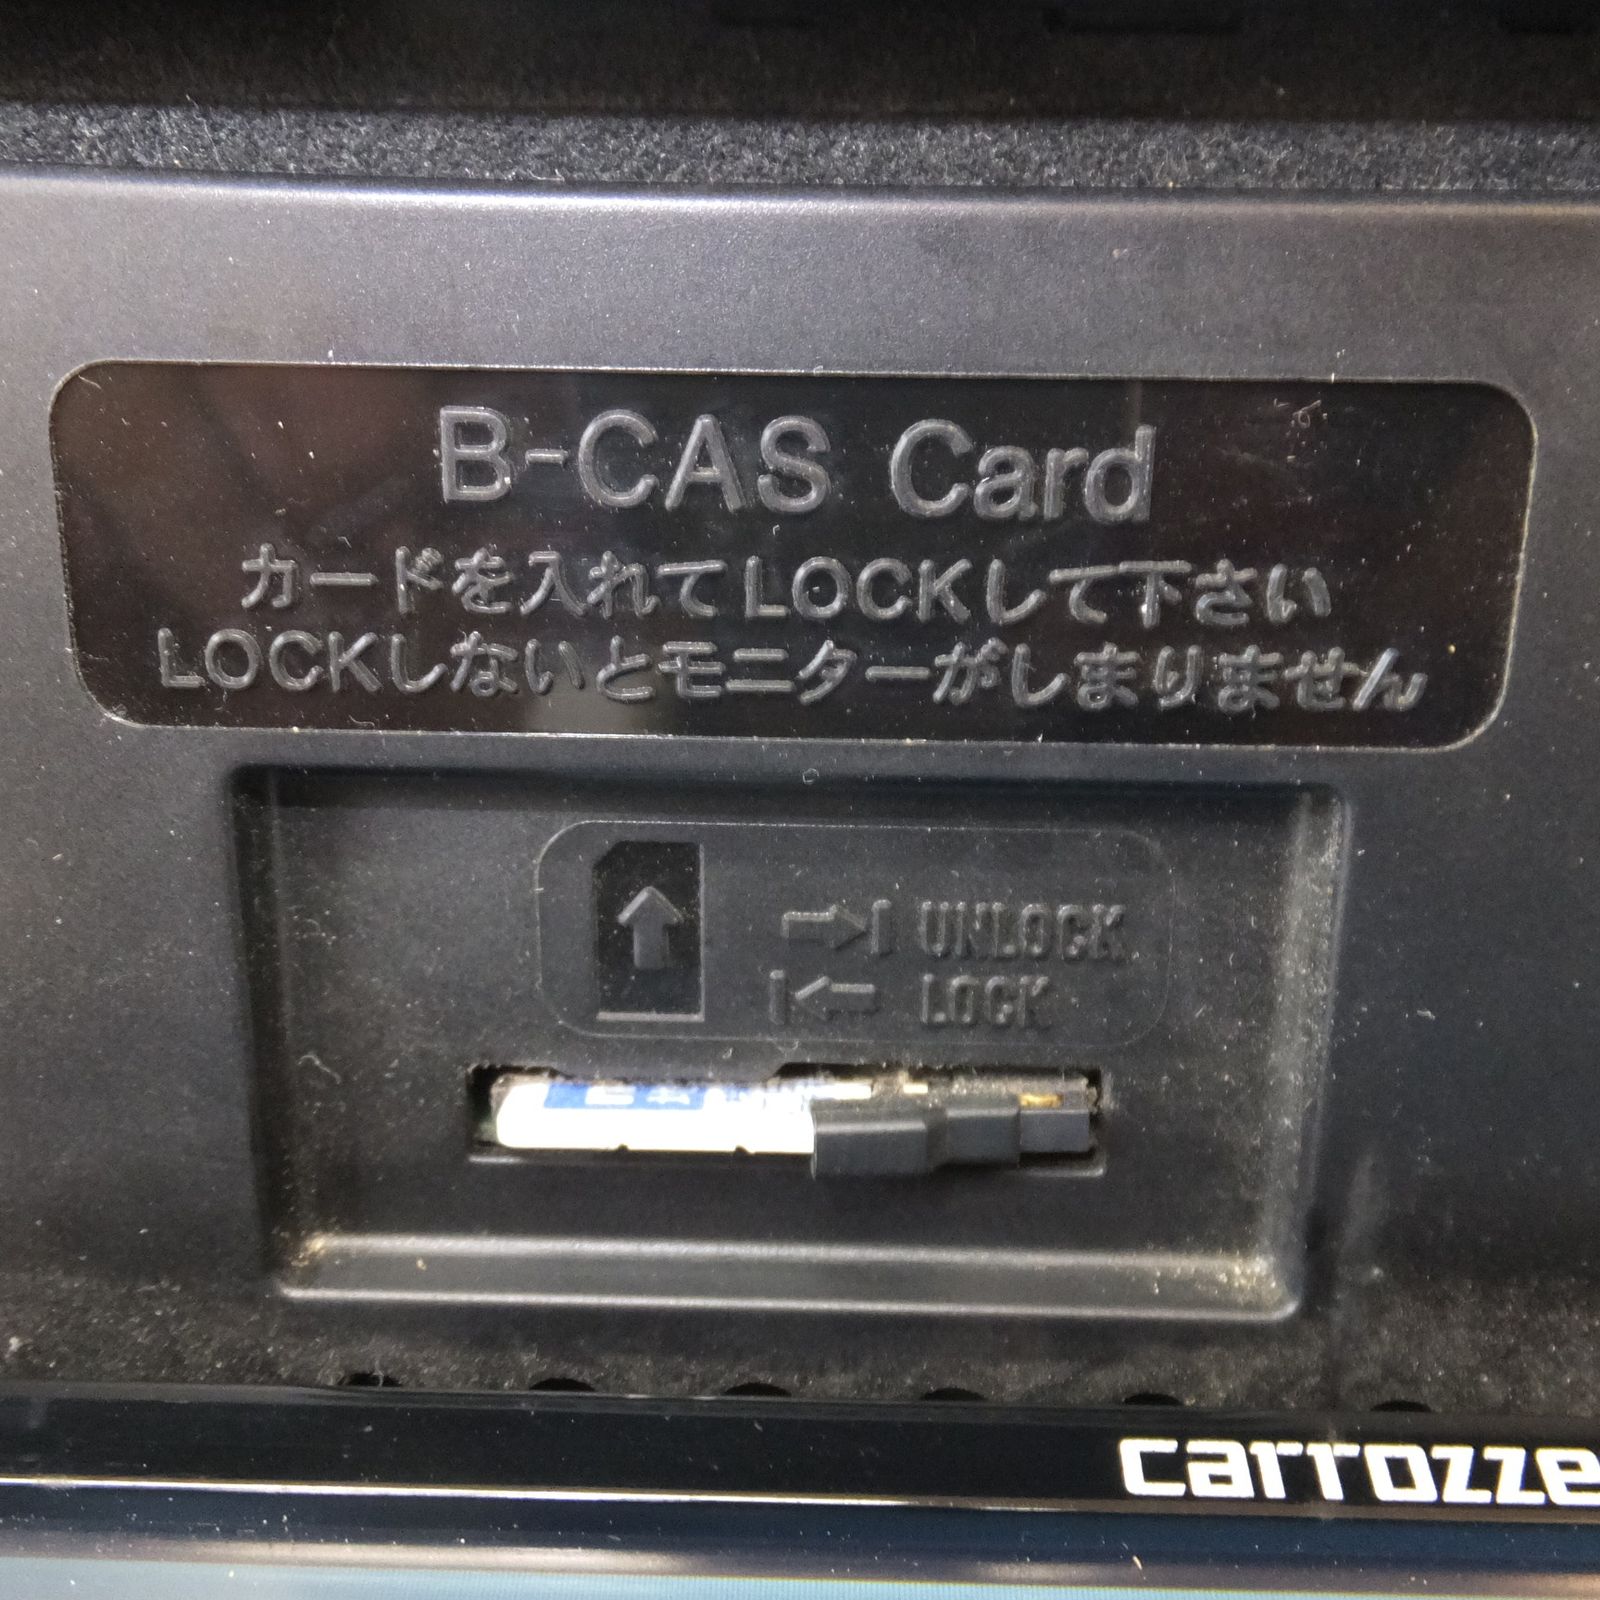 B-CAS Card
カードを入れてLOCKして下さい
LOCKしないとモニターがしまりません
UNLOCK
LOCK
carrozze